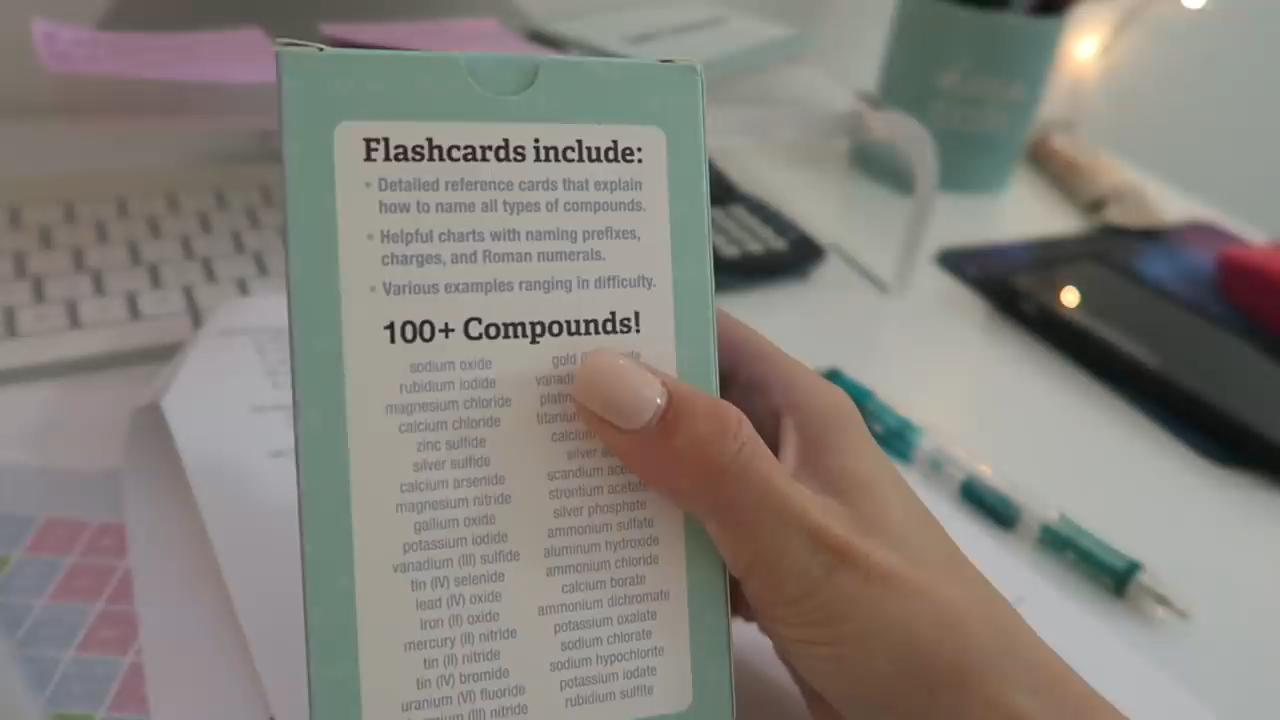 Flashcards include:
• Detailed reference cards that explain
how to name all types of compounds.
• Helpful charts with naming prefixes,
charges, and Roman numerals.
• Various examples ranging in difficulty.
100+ Compounds!
sodium oxide
rubidium iodide
magnesium chloride
calcium chloride
zinc sulfide
silver sulfide
calcium arsenide
magnesium nitride
gallium oxide
potassium iodide
vanadium (III) sulfide
tin (IV) selenide
lead (IV) oxide
iron (II) oxide
mercury (II) nitride
tin (II) nitride
tin (IV) bromide
uranium (VI) fluoride
(III) nitride
gold
silver
scandium
strontium acetate
silver phosphate
ammonium sulfate
aluminum hydroxide
ammonium chloride
calcium borate
ammonium dichromate
potassium oxalate
sodium chlorate
sodium hypochlorite
potassium iodate
rubidium sulfite